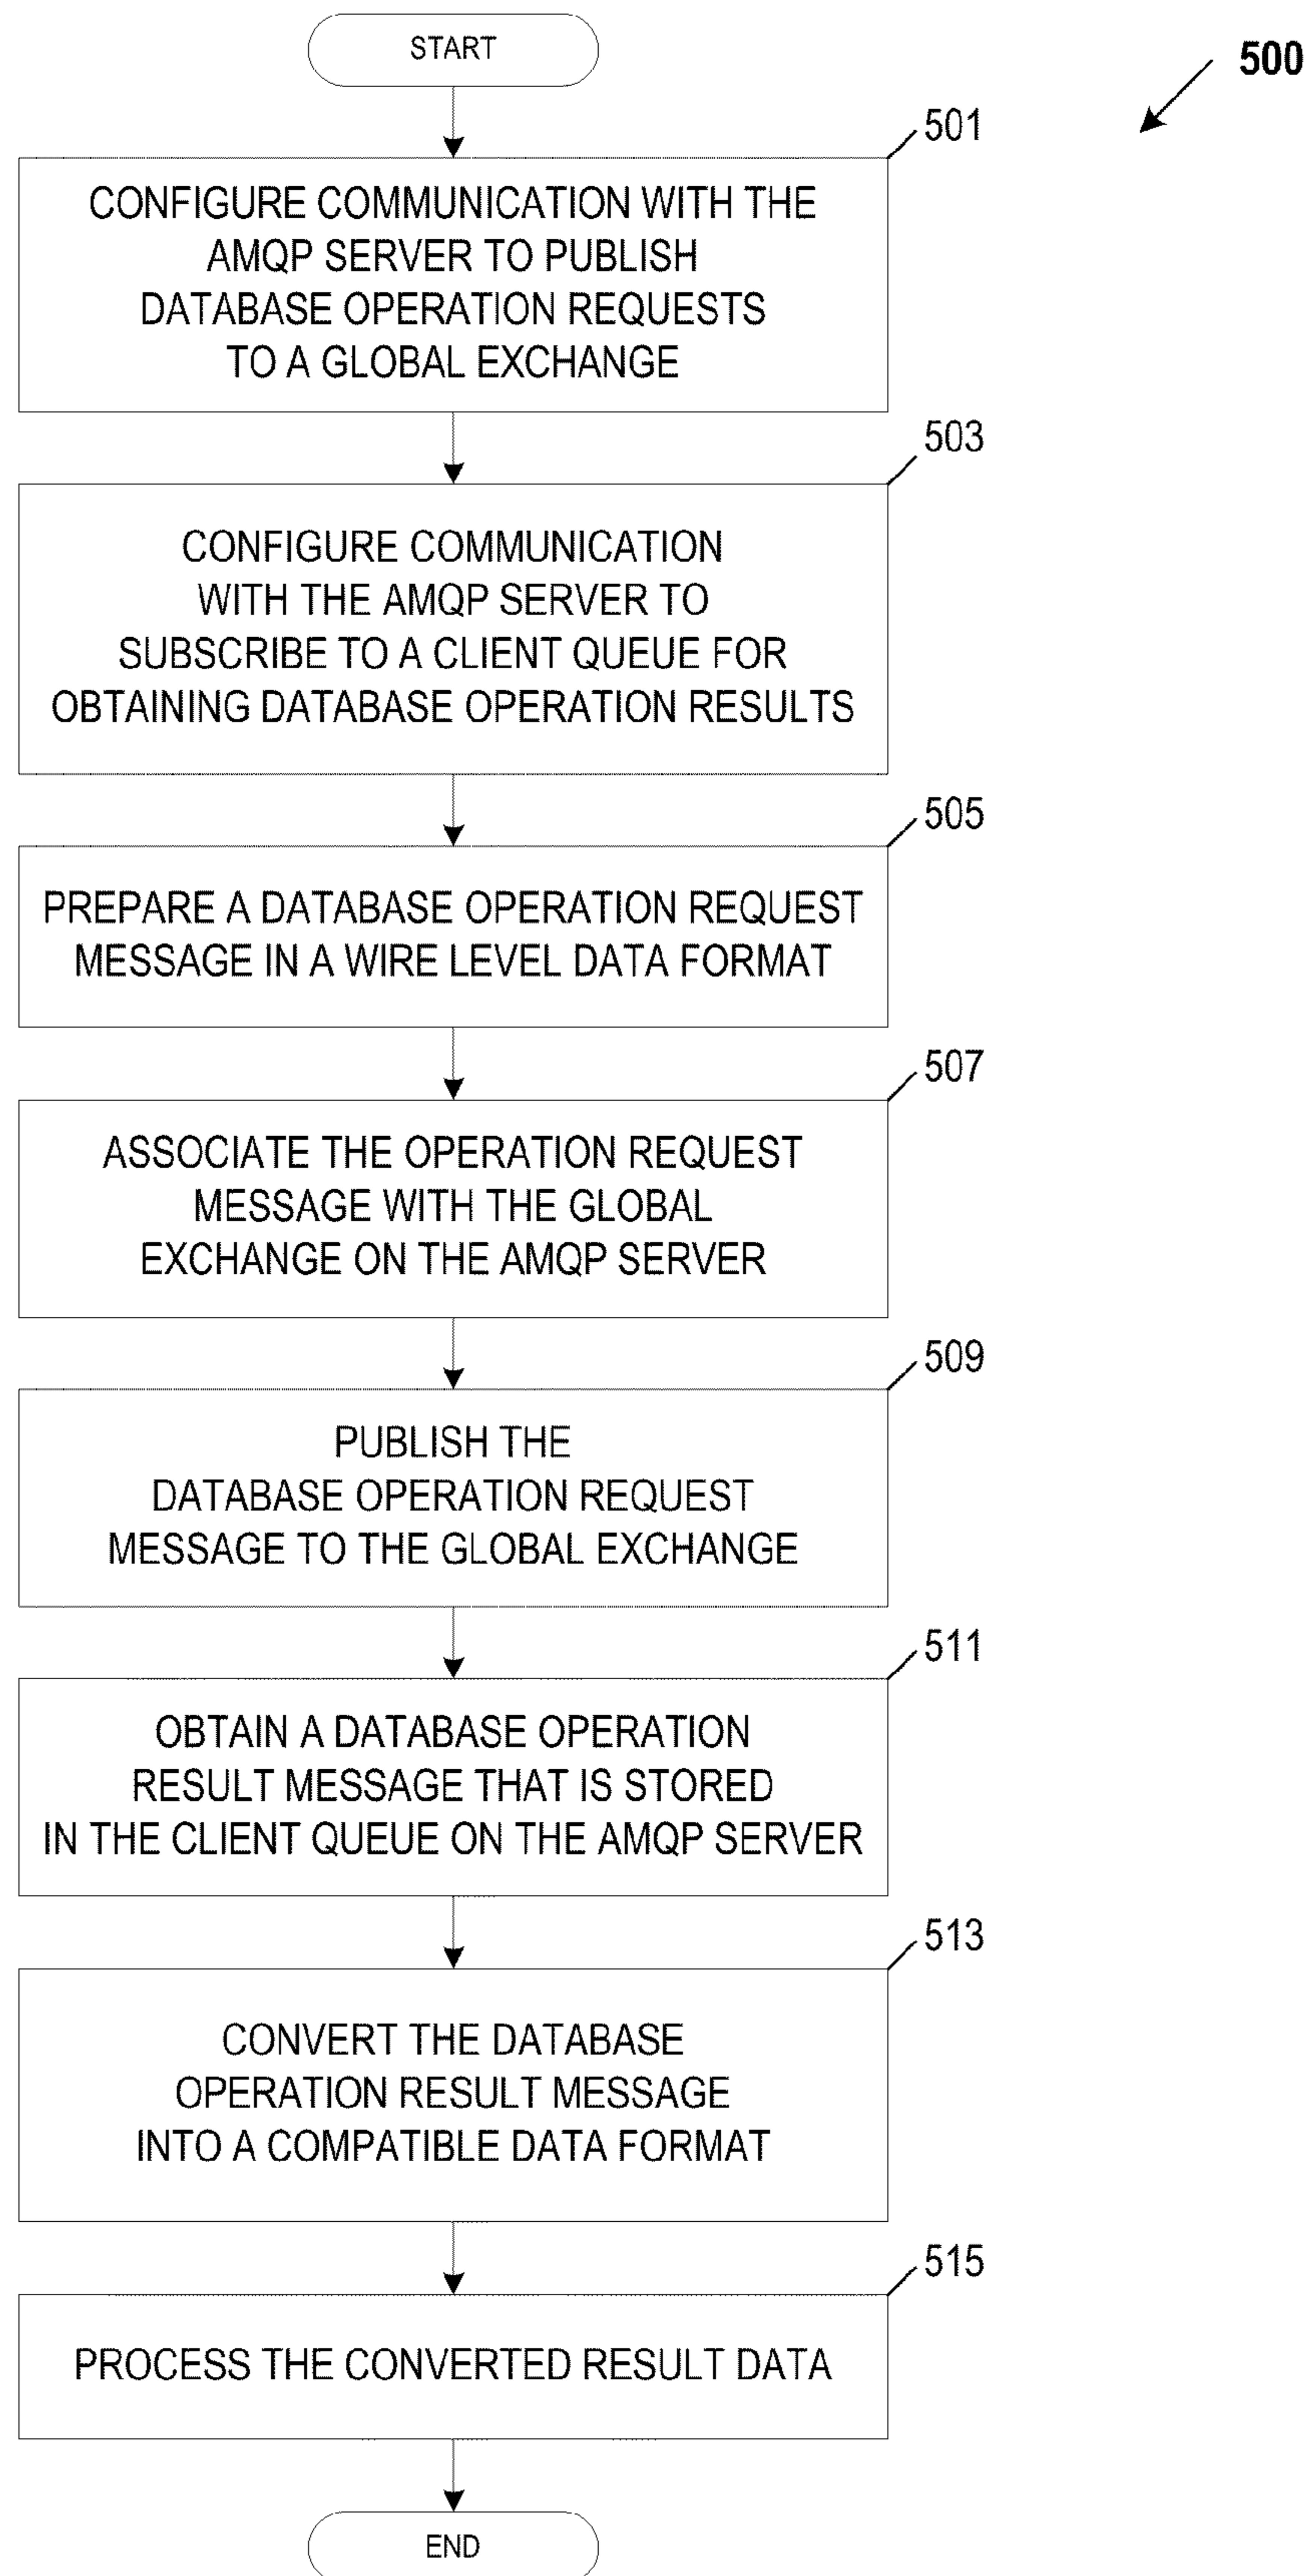 START
500
501
CONFIGURE COMMUNICATION WITH THE
AMQP SERVER TO PUBLISH
DATABASE OPERATION REQUESTS
TO A GLOBAL EXCHANGE
503
CONFIGURE COMMUNICATION
WITH THE AMQP SERVER TO
SUBSCRIBE TO A CLIENT QUEUE FOR
OBTAINING DATABASE OPERATION RESULTS
505
PREPARE A DATABASE OPERATION REQUEST
MESSAGE IN A WIRE LEVEL DATA FORMAT
507
ASSOCIATE THE OPERATION REQUEST
MESSAGE WITH THE GLOBAL
EXCHANGE ON THE AMQP SERVER
509
PUBLISH THE
DATABASE OPERATION REQUEST
MESSAGE TO THE GLOBAL EXCHANGE
511
OBTAIN A DATABASE OPERATION
RESULT MESSAGE THAT IS STORED
IN THE CLIENT QUEUE ON THE AMQP SERVER
513
CONVERT THE DATABASE
OPERATION RESULT MESSAGE
INTO A COMPATIBLE DATA FORMAT
515
PROCESS THE CONVERTED RESULT DATA
END